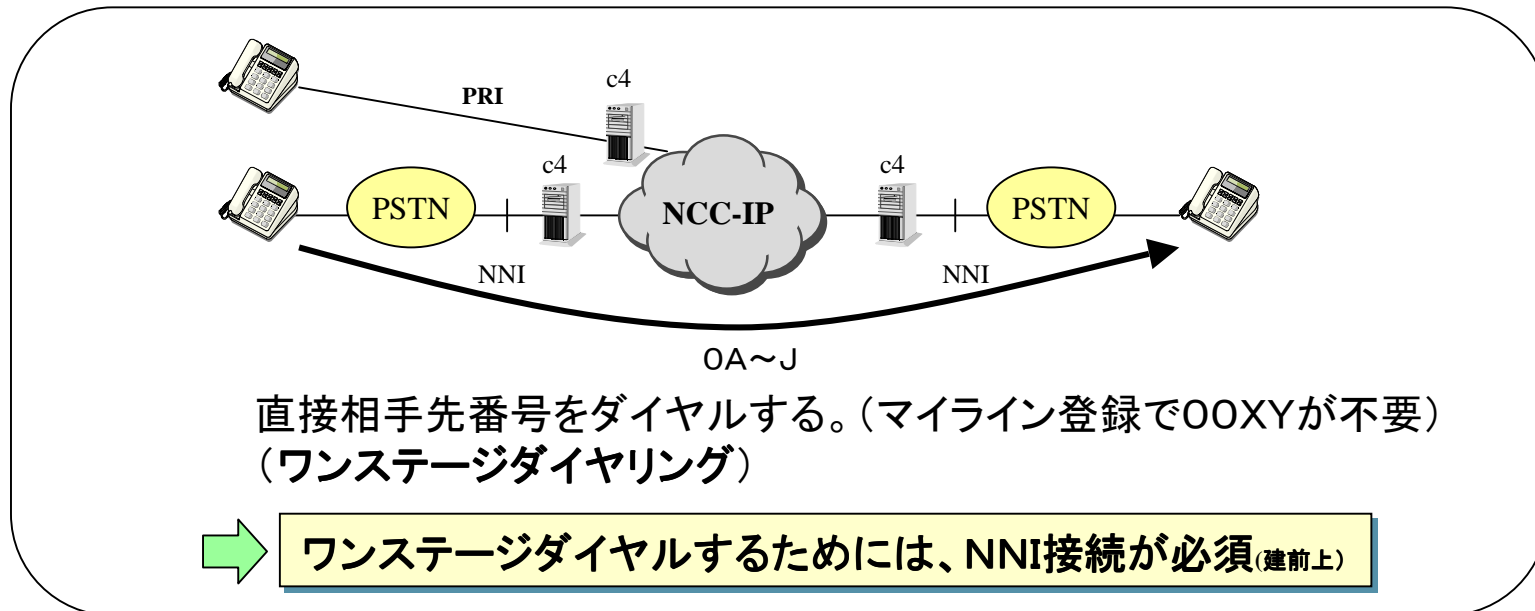 c4
PRI
c4
c4
PSTN
NCC-IP
PSTN
NNI
NNI
0A～J
直接相手先番号をダイヤルする。(マイライン登録で00XYが不要)
(ワンステージダイヤリング)
ワンステージダイヤルするためには、NNI接続が必須(建前上)